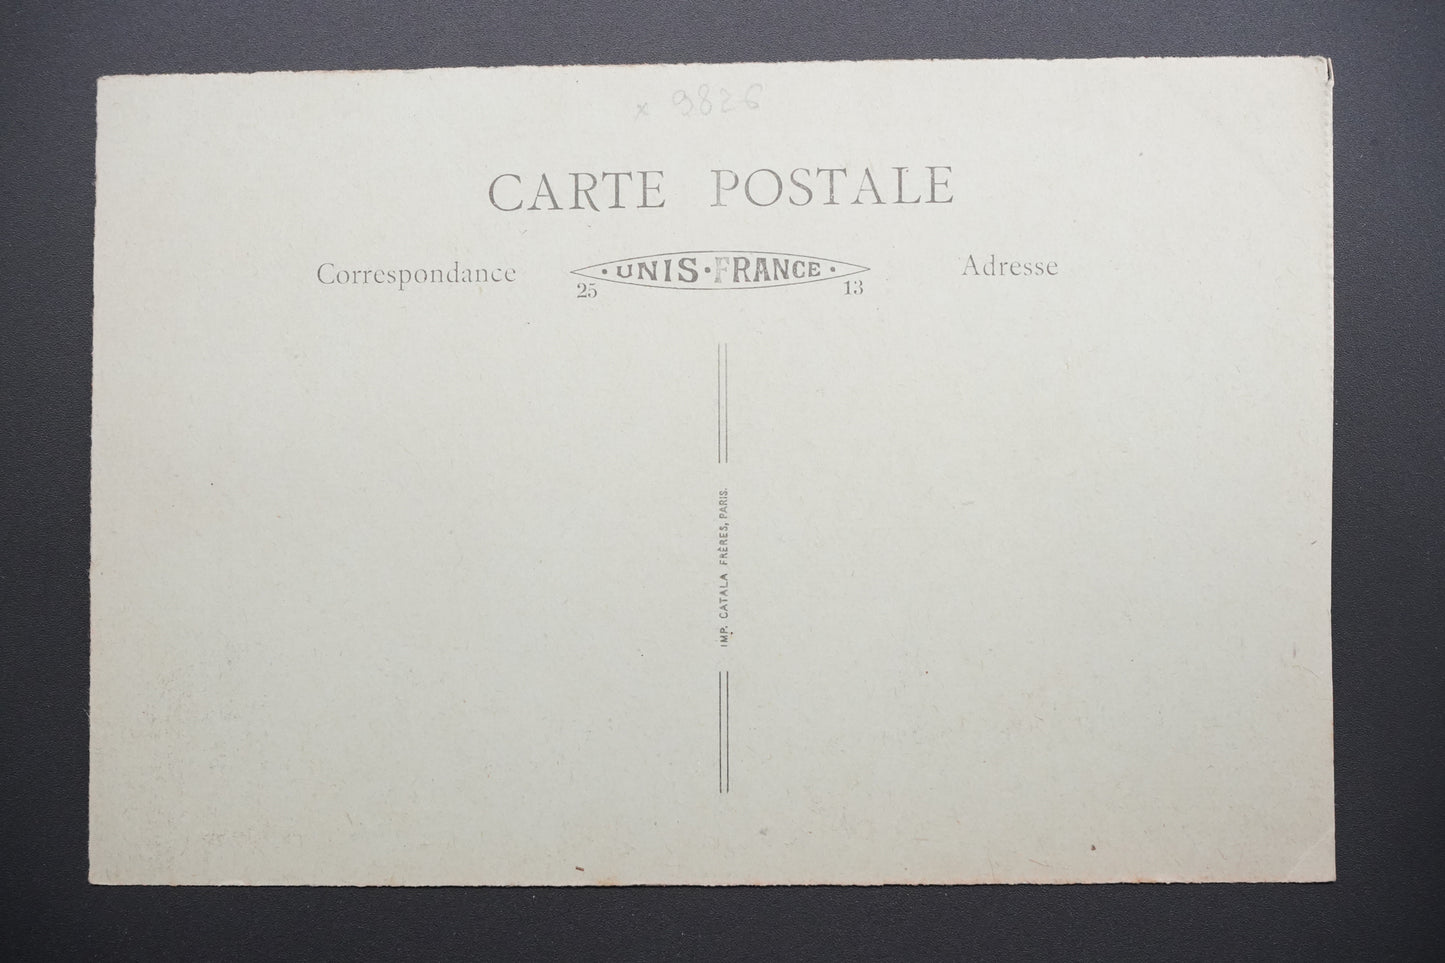 x 9826
CARTE POSTALE
Correspondance
• UNIS • FRANCE •
25 13
Adresse
IMP. CATALA FRÈRES, PARIS.